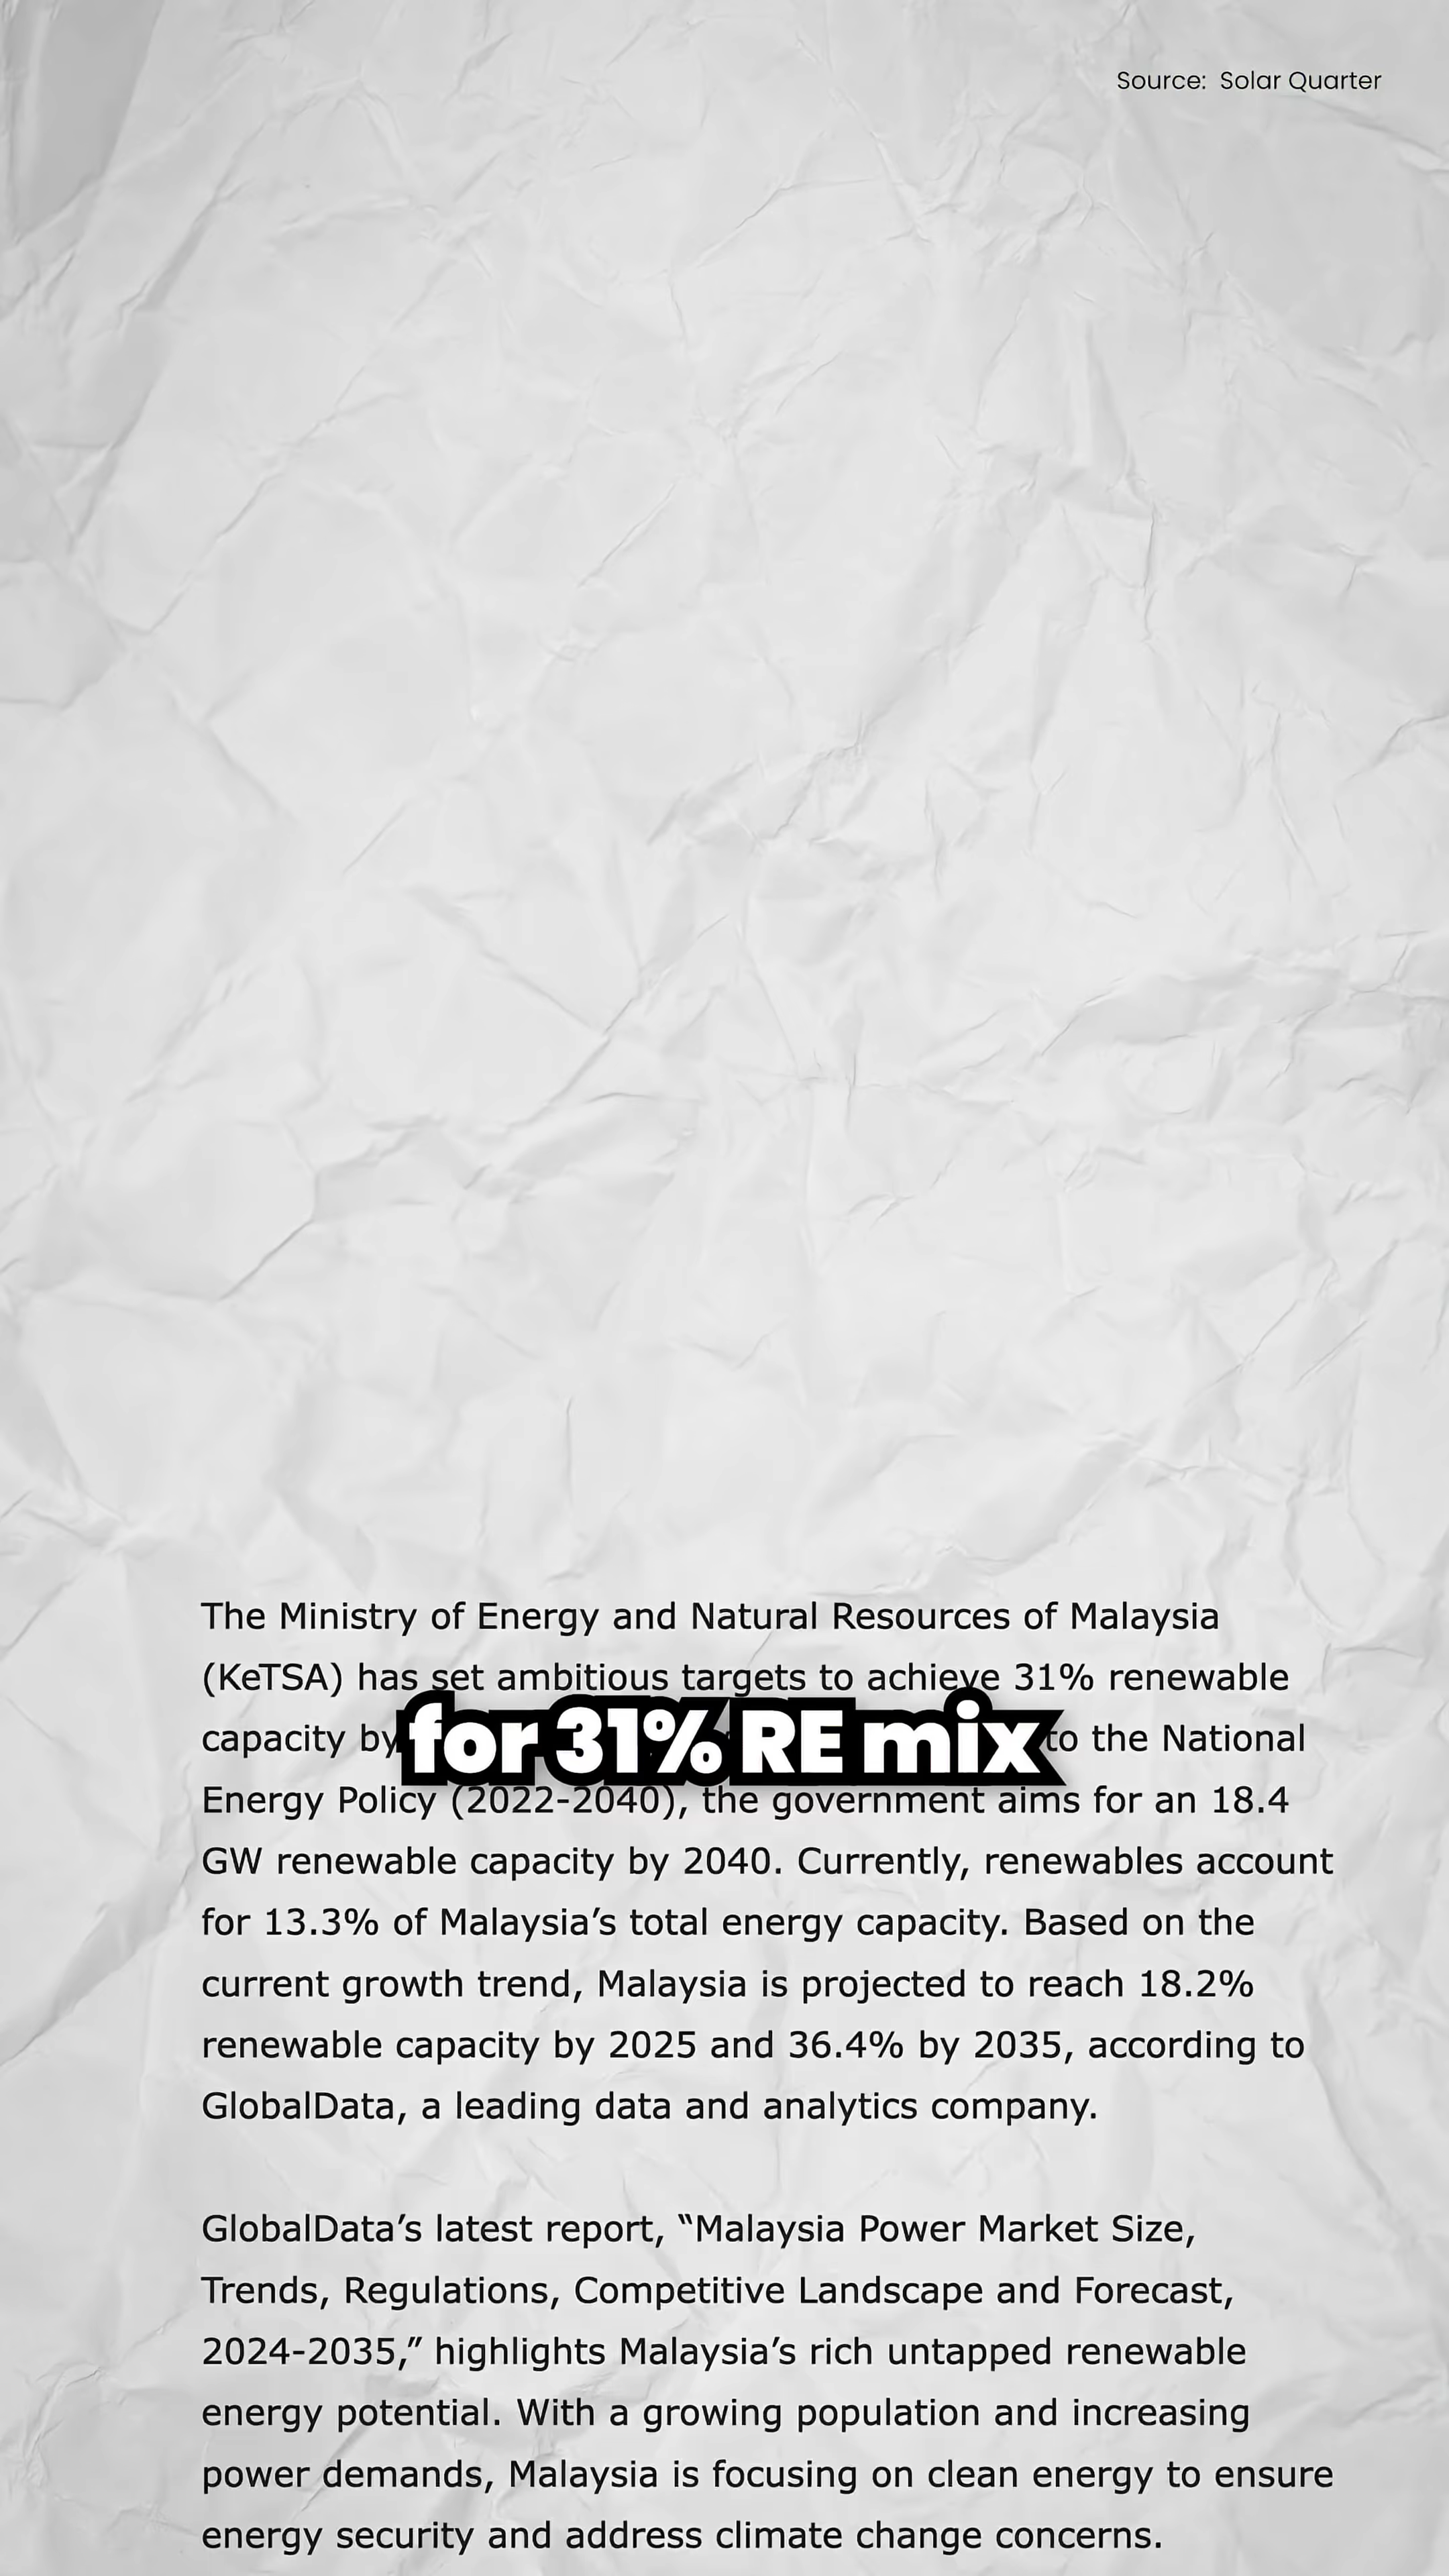 Source: Solar Quarter
The Ministry of Energy and Natural Resources of Malaysia
(KeTSA) has set ambitious targets to achieve 31% renewable
capacity by to the National
for 31% RE mix
Energy Policy (2022-2040), the government aims for an 18.4
GW renewable capacity by 2040. Currently, renewables account
for 13.3% of Malaysia’s total energy capacity. Based on the
current growth trend, Malaysia is projected to reach 18.2%
renewable capacity by 2025 and 36.4% by 2035, according to
GlobalData, a leading data and analytics company.
GlobalData’s latest report, “Malaysia Power Market Size,
Trends, Regulations, Competitive Landscape and Forecast,
2024-2035,” highlights Malaysia’s rich untapped renewable
energy potential. With a growing population and increasing
power demands, Malaysia is focusing on clean energy to ensure
energy security and address climate change concerns.